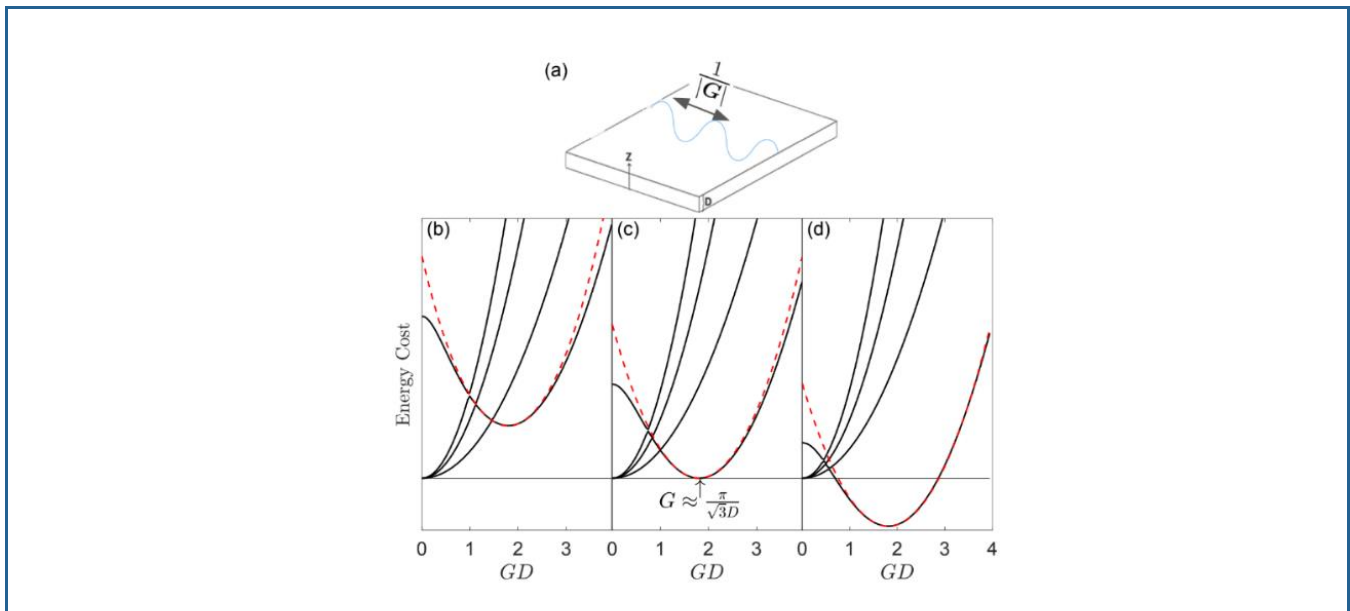 (a)
1
|G|
z
D
(b) (c) (d)
Energy Cost
G ≈ π/√3D
0 1 2 3 0 1 2 3 0 1 2 3 4
GD GD GD